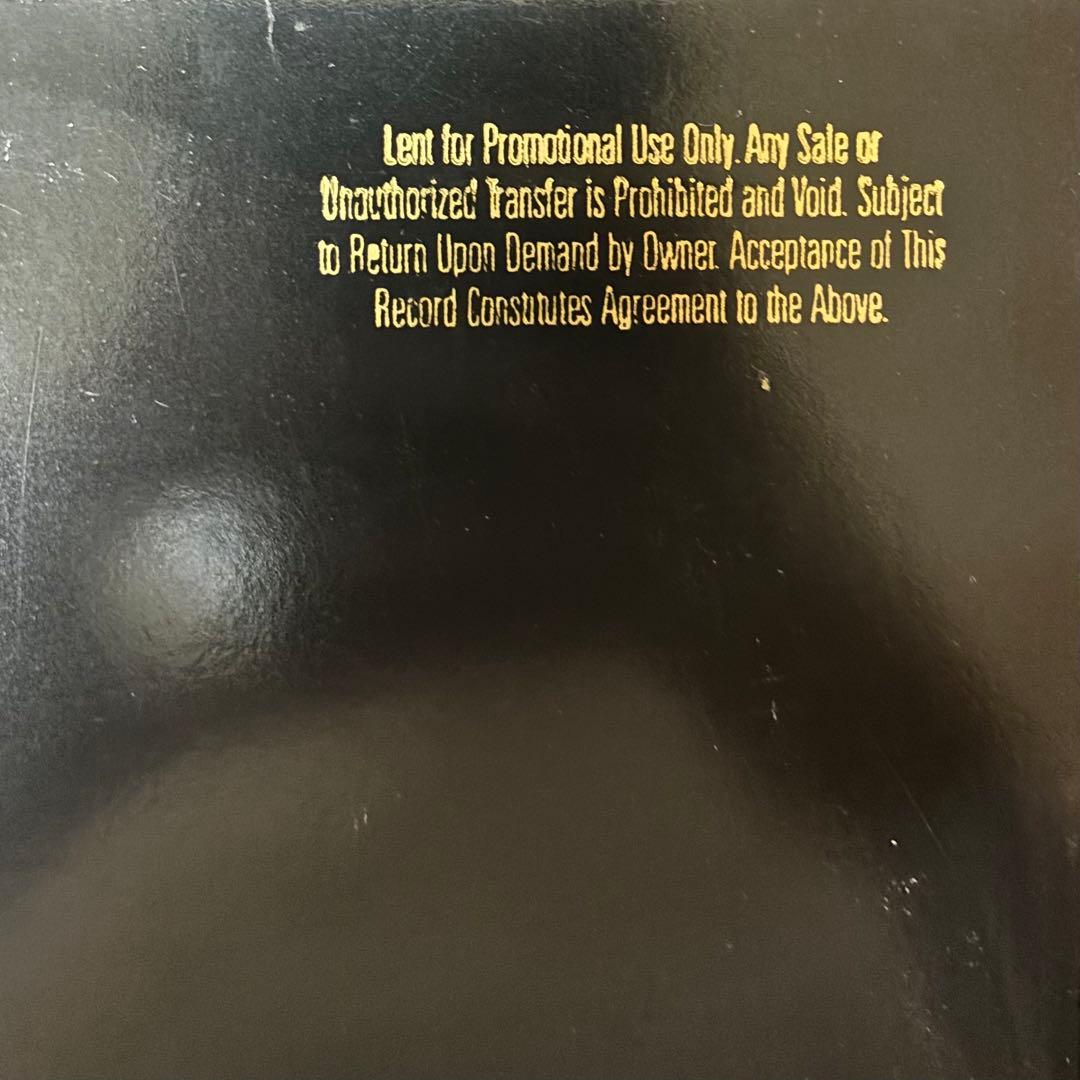 Lent for Promotional Use Only. Any Sale or
Unauthorized Transfer is Prohibited and Void. Subject
to Return Upon Demand by Owner. Acceptance of This
Record Constitutes Agreement to the Above.